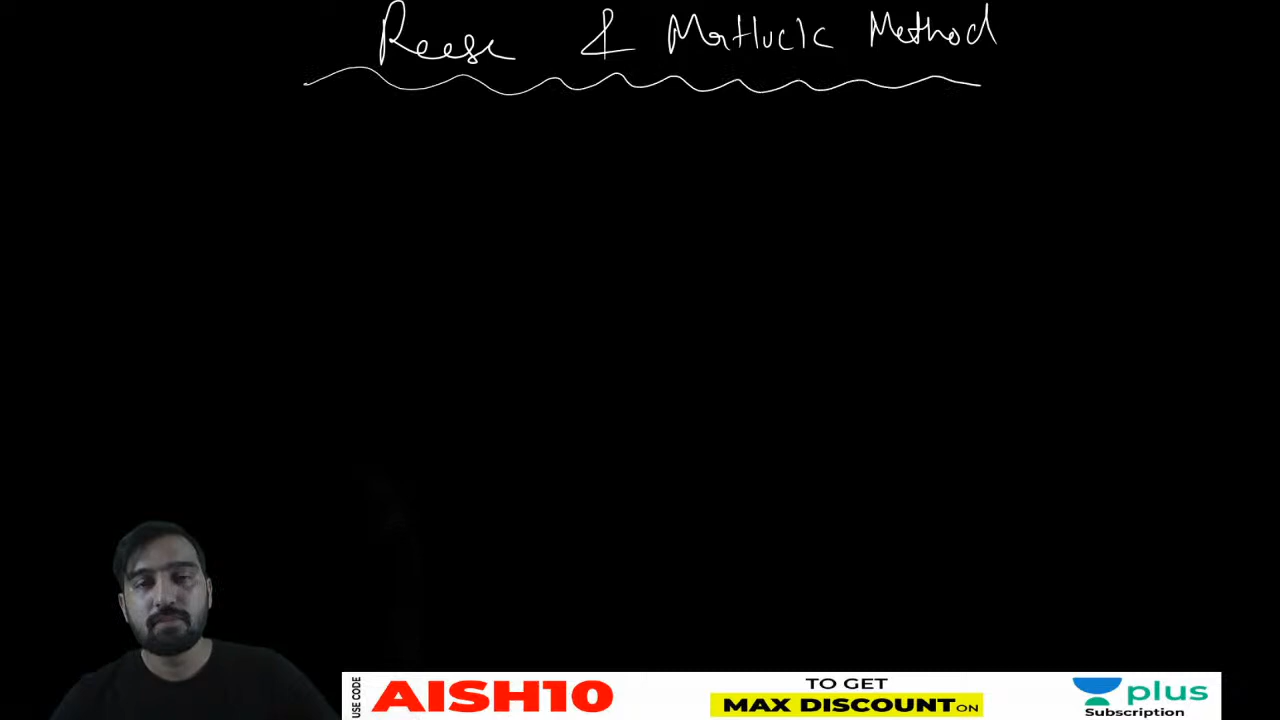 Reese & Matlock Method
USE CODE
AISH10
TO GET
MAX DISCOUNT ON
plus
Subscription